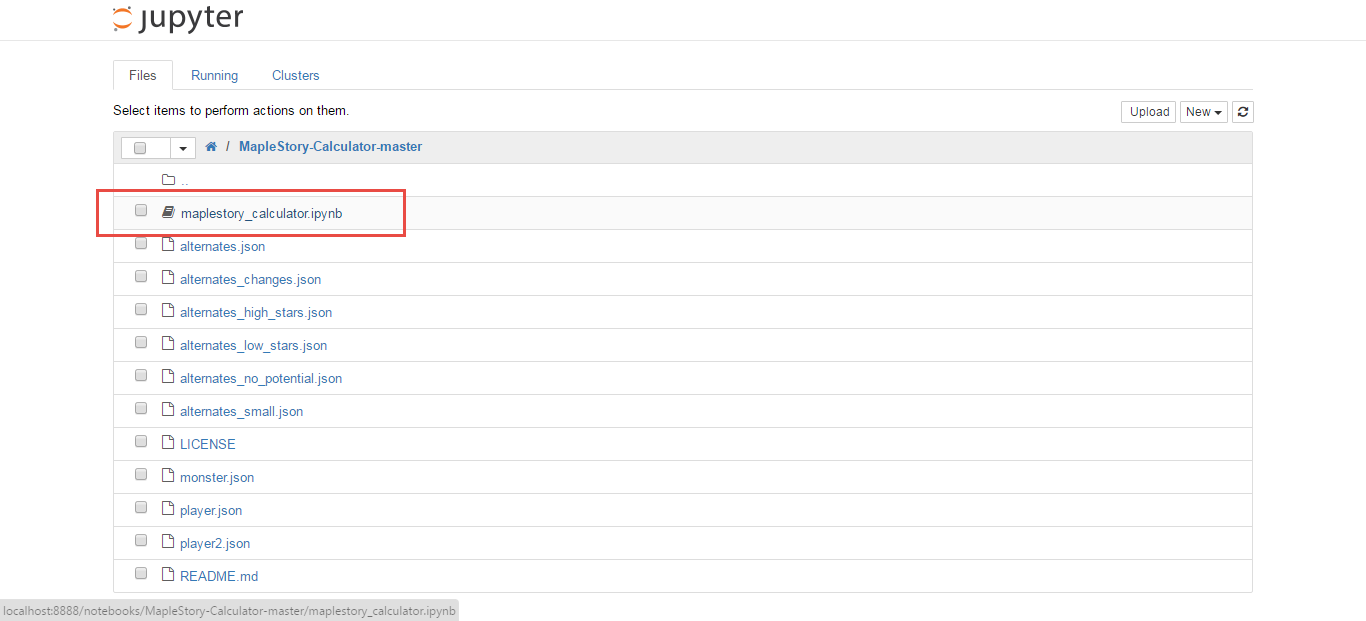 jupyter
Files Running Clusters
Select items to perform actions on them.
Upload New
/ MapleStory-Calculator-master
..
maplestory_calculator.ipynb
alternates.json
alternates_changes.json
alternates_high_stars.json
alternates_low_stars.json
alternates_no_potential.json
alternates_small.json
LICENSE
monster.json
player.json
player2.json
README.md
localhost:8888/notebooks/MapleStory-Calculator-master/maplestory_calculator.ipynb